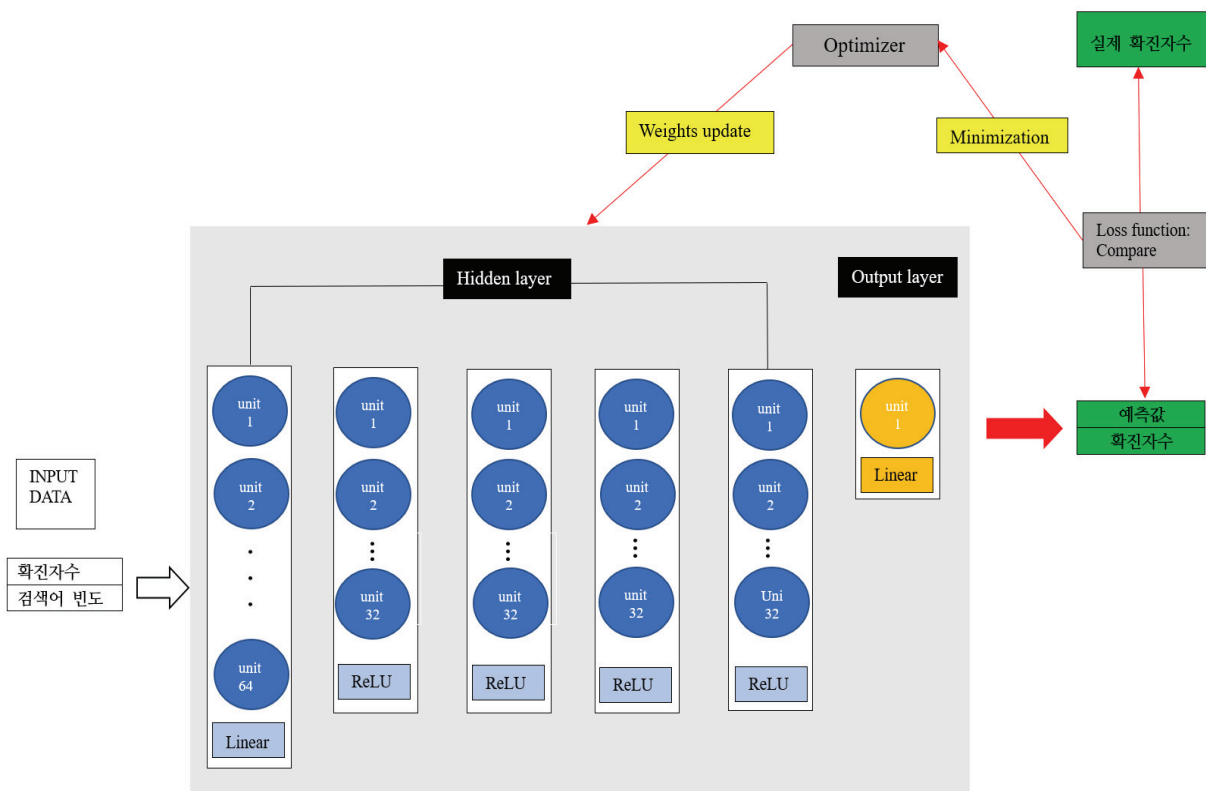 Optimizer
실제 확진자수
Weights update
Minimization
Loss function:
Compare
Hidden layer
Output layer
unit
1
unit
2
unit
64
Linear
unit
1
unit
2
unit
32
ReLU
unit
1
unit
2
unit
32
ReLU
unit
1
unit
2
unit
32
ReLU
unit
1
unit
2
Uni
32
ReLU
unit
1
Linear
예측값
확진자수
INPUT
DATA
확진자수
검색어 빈도